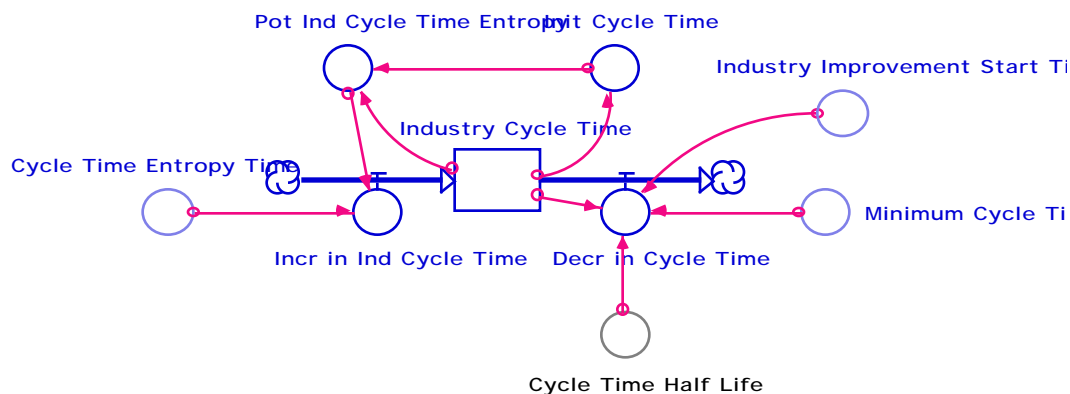 Pot Ind Cycle Time Entropy
Init Cycle Time
Industry Improvement Start Ti
Industry Cycle Time
Cycle Time Entropy Time
Minimum Cycle Ti
Incr in Ind Cycle Time
Decr in Cycle Time
Cycle Time Half Life